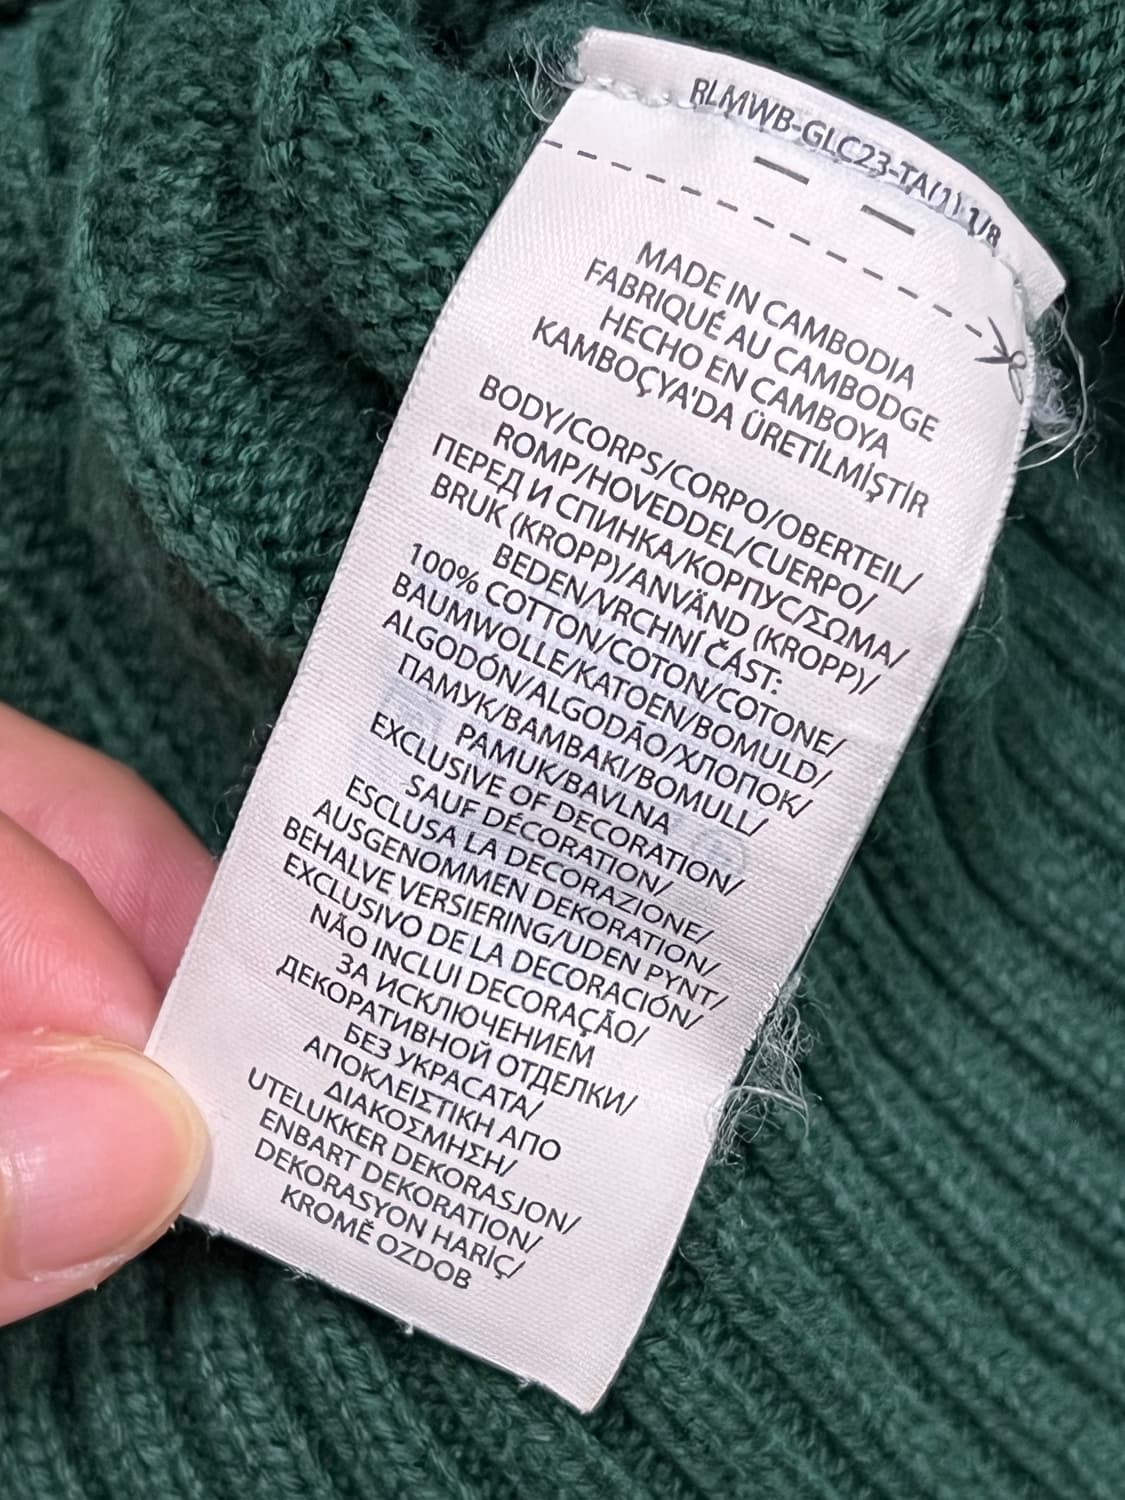 RLMWB-GLC23-TA(1) 1/8
MADE IN CAMBODIA
FABRIQUÉ AU CAMBODGE
HECHO EN CAMBOYA
KAMBOÇYA'DA ÜRETİLMİŞTİR
BODY/CORPS/CORPO/OBERTEIL/
ROMP/HOVEDDEL/CUERPO/
ПЕРЕД И СПИНКА/КОРПУС/ΣΩΜΑ/
BRUK (KROPP)/ANVÄND (KROPP)/
BEDEN/VRCHNÍ ČÁST:
100% COTTON/COTON/COTONE/
BAUMWOLLE/KATOEN/BOMULD/
ALGODÓN/ALGODÃO/ХЛОПОК/
ПАМУК/ΒΑΜΒΑΚΙ/BOMULL/
PAMUK/BAVLNA
EXCLUSIVE OF DECORATION/
SAUF DÉCORATION/
ESCLUSA LA DECORAZIONE/
AUSGENOMMEN DEKORATION/
BEHALVE VERSIERING/UDEN PYNT/
EXCLUSIVO DE LA DECORACIÓN/
NÃO INCLUI DECORAÇÃO/
ЗА ИСКЛЮЧЕНИЕМ
ДЕКОРАТИВНОЙ ОТДЕЛКИ/
БЕЗ УКРАСАТА/
ΑΠΟΚΛΕΙΣΤΙΚΗ ΑΠΟ
ΔΙΑΚΟΣΜΗΣΗ/
UTELUKKER DEKORASJON/
ENBART DEKORATION/
DEKORASYON HARİÇ/
KROMĚ OZDOB